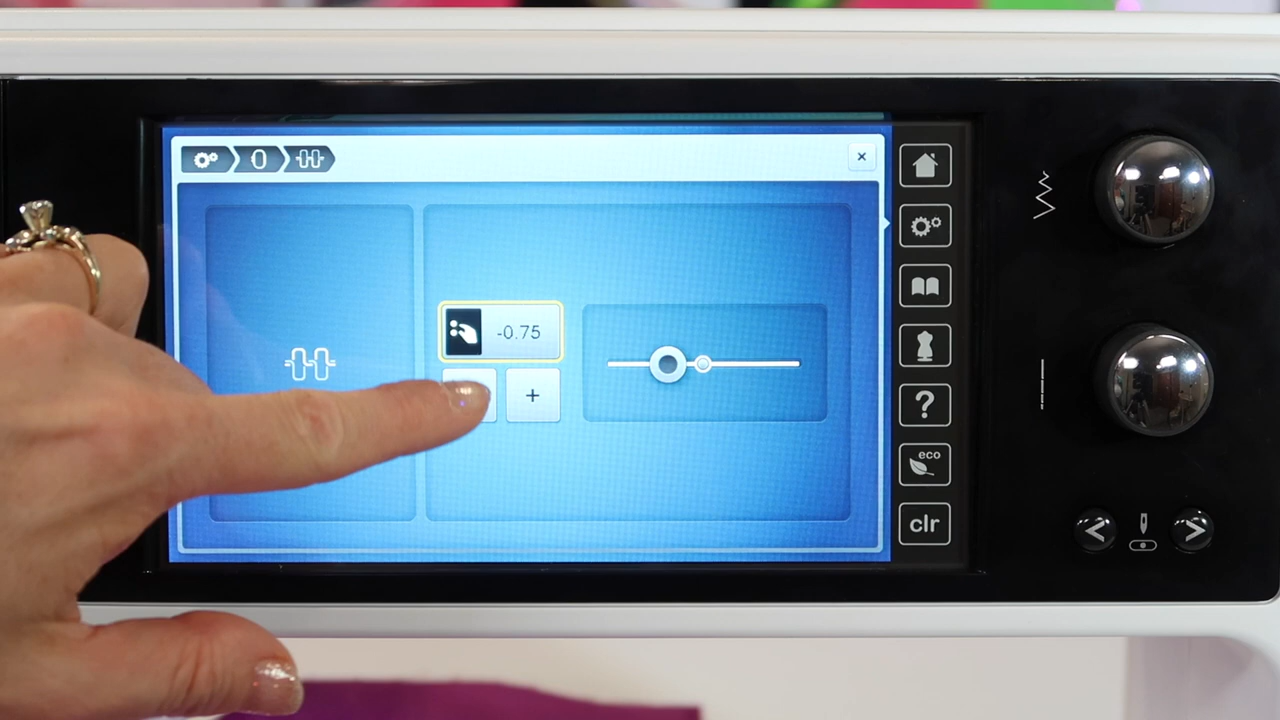 ×
-0.75
+
?
eco
clr
< >